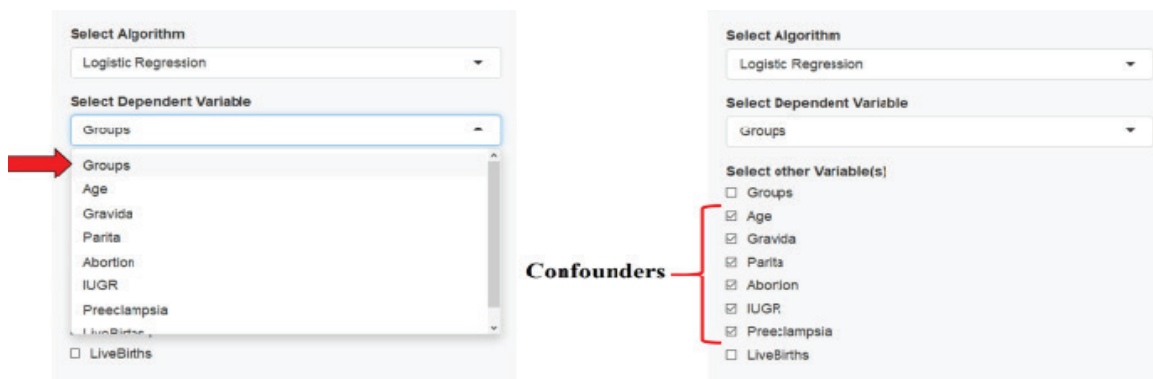 Select Algorithm
Logistic Regression
Select Dependent Variable
Groups
Groups
Age
Gravida
Parita
Abortion
IUGR
Preeclampsia
LiveBirths
LiveBirths
Confounders
Select Algorithm
Logistic Regression
Select Dependent Variable
Groups
Select other Variable(s)
Groups
Age
Gravida
Parita
Abortion
IUGR
Preeclampsia
LiveBirths